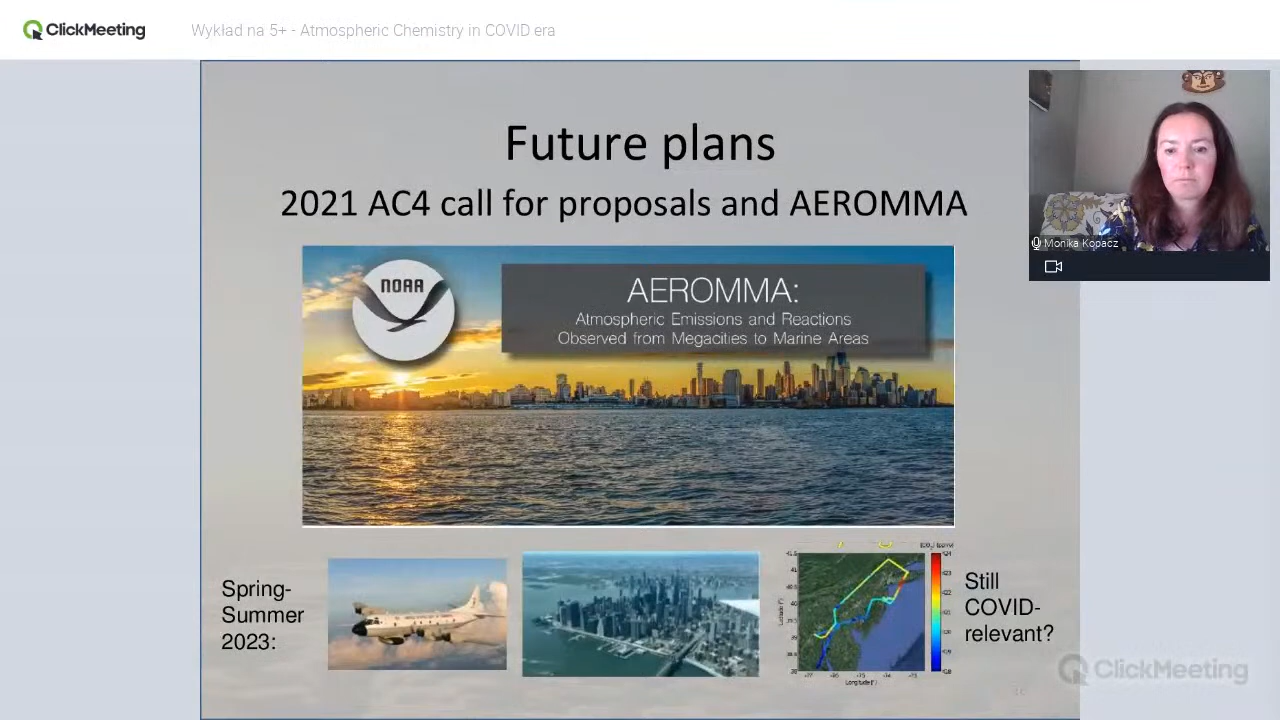 ClickMeeting
Wykład na 5+ - Atmospheric Chemistry in COVID era
Future plans
2021 AC4 call for proposals and AEROMMA
NOAA
AEROMMA:
Atmospheric Emissions and Reactions
Observed from Megacities to Marine Areas
Monika Kopacz
Spring-
Summer
2023:
Still
COVID-
relevant?
ClickMeeting